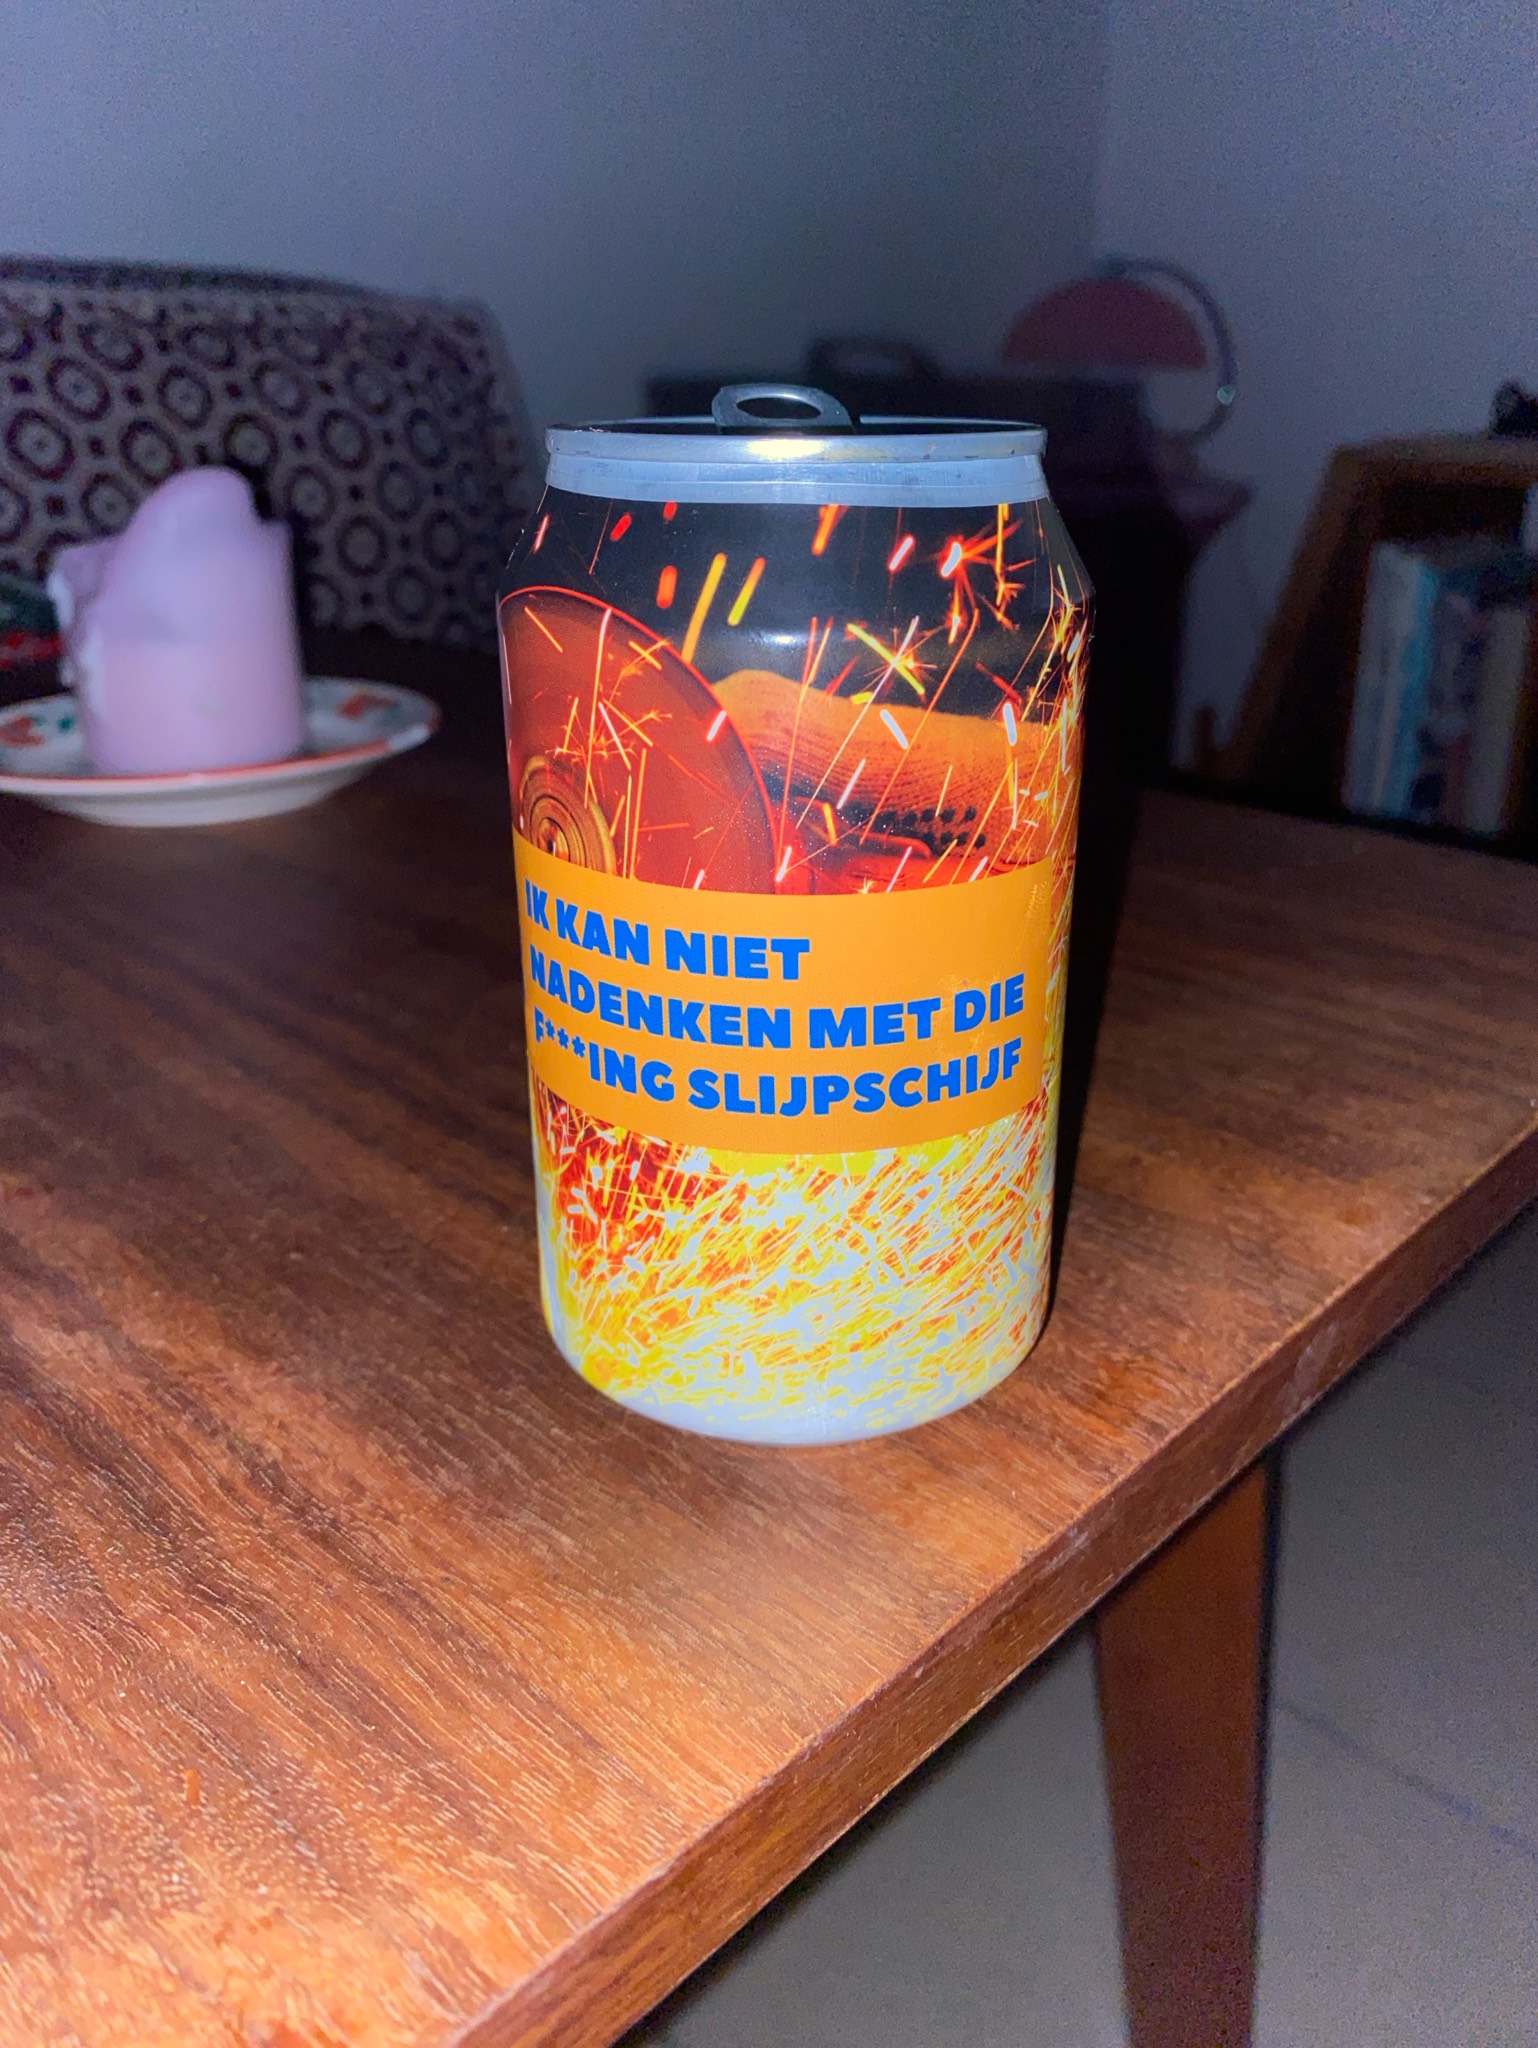 IK KAN NIET
NADENKEN MET DIE
F***ING SLIJPSCHIJF